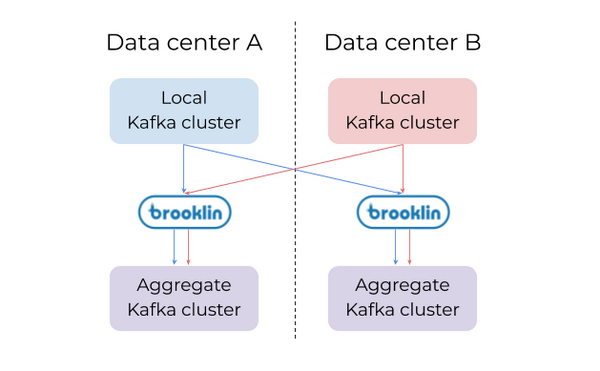 Data center A
Data center B
Local
Kafka cluster
Local
Kafka cluster
brooklin
brooklin
Aggregate
Kafka cluster
Aggregate
Kafka cluster